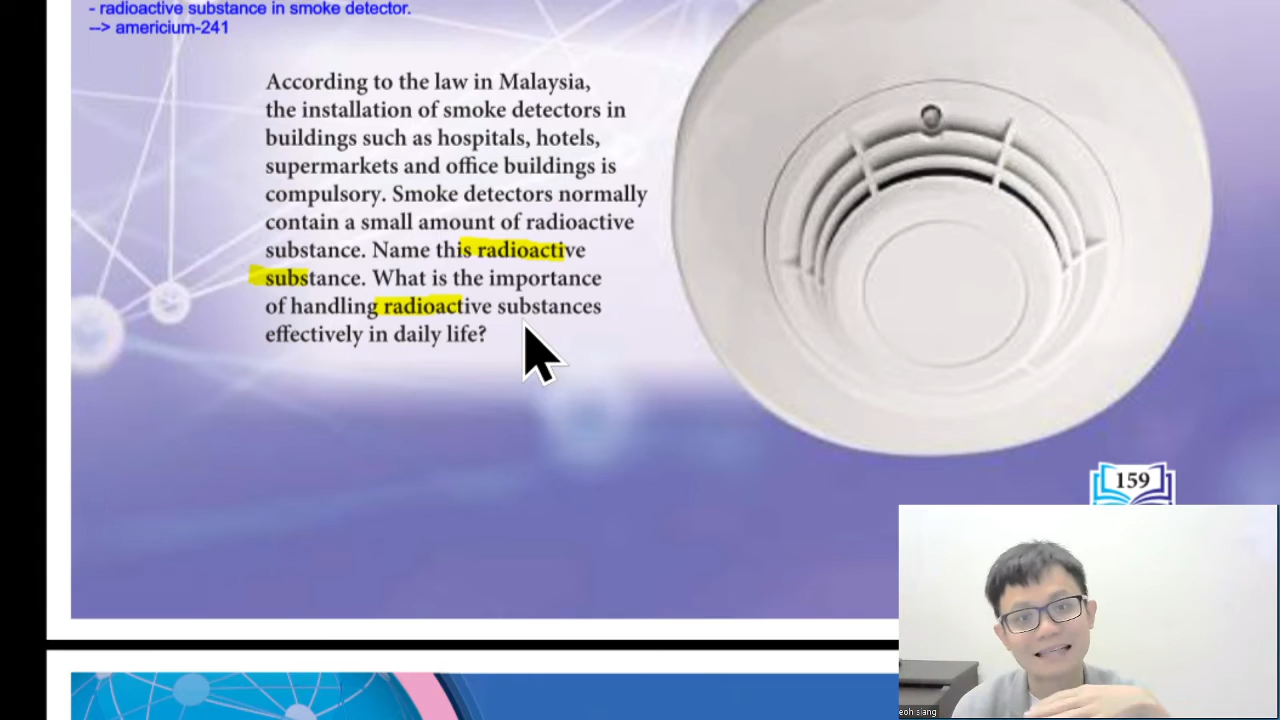 - radioactive substance in smoke detector.
--> americium-241
According to the law in Malaysia,
the installation of smoke detectors in
buildings such as hospitals, hotels,
supermarkets and office buildings is
compulsory. Smoke detectors normally
contain a small amount of radioactive
substance. Name this radioactive
substance. What is the importance
of handling radioactive substances
effectively in daily life?
159
eoh siang